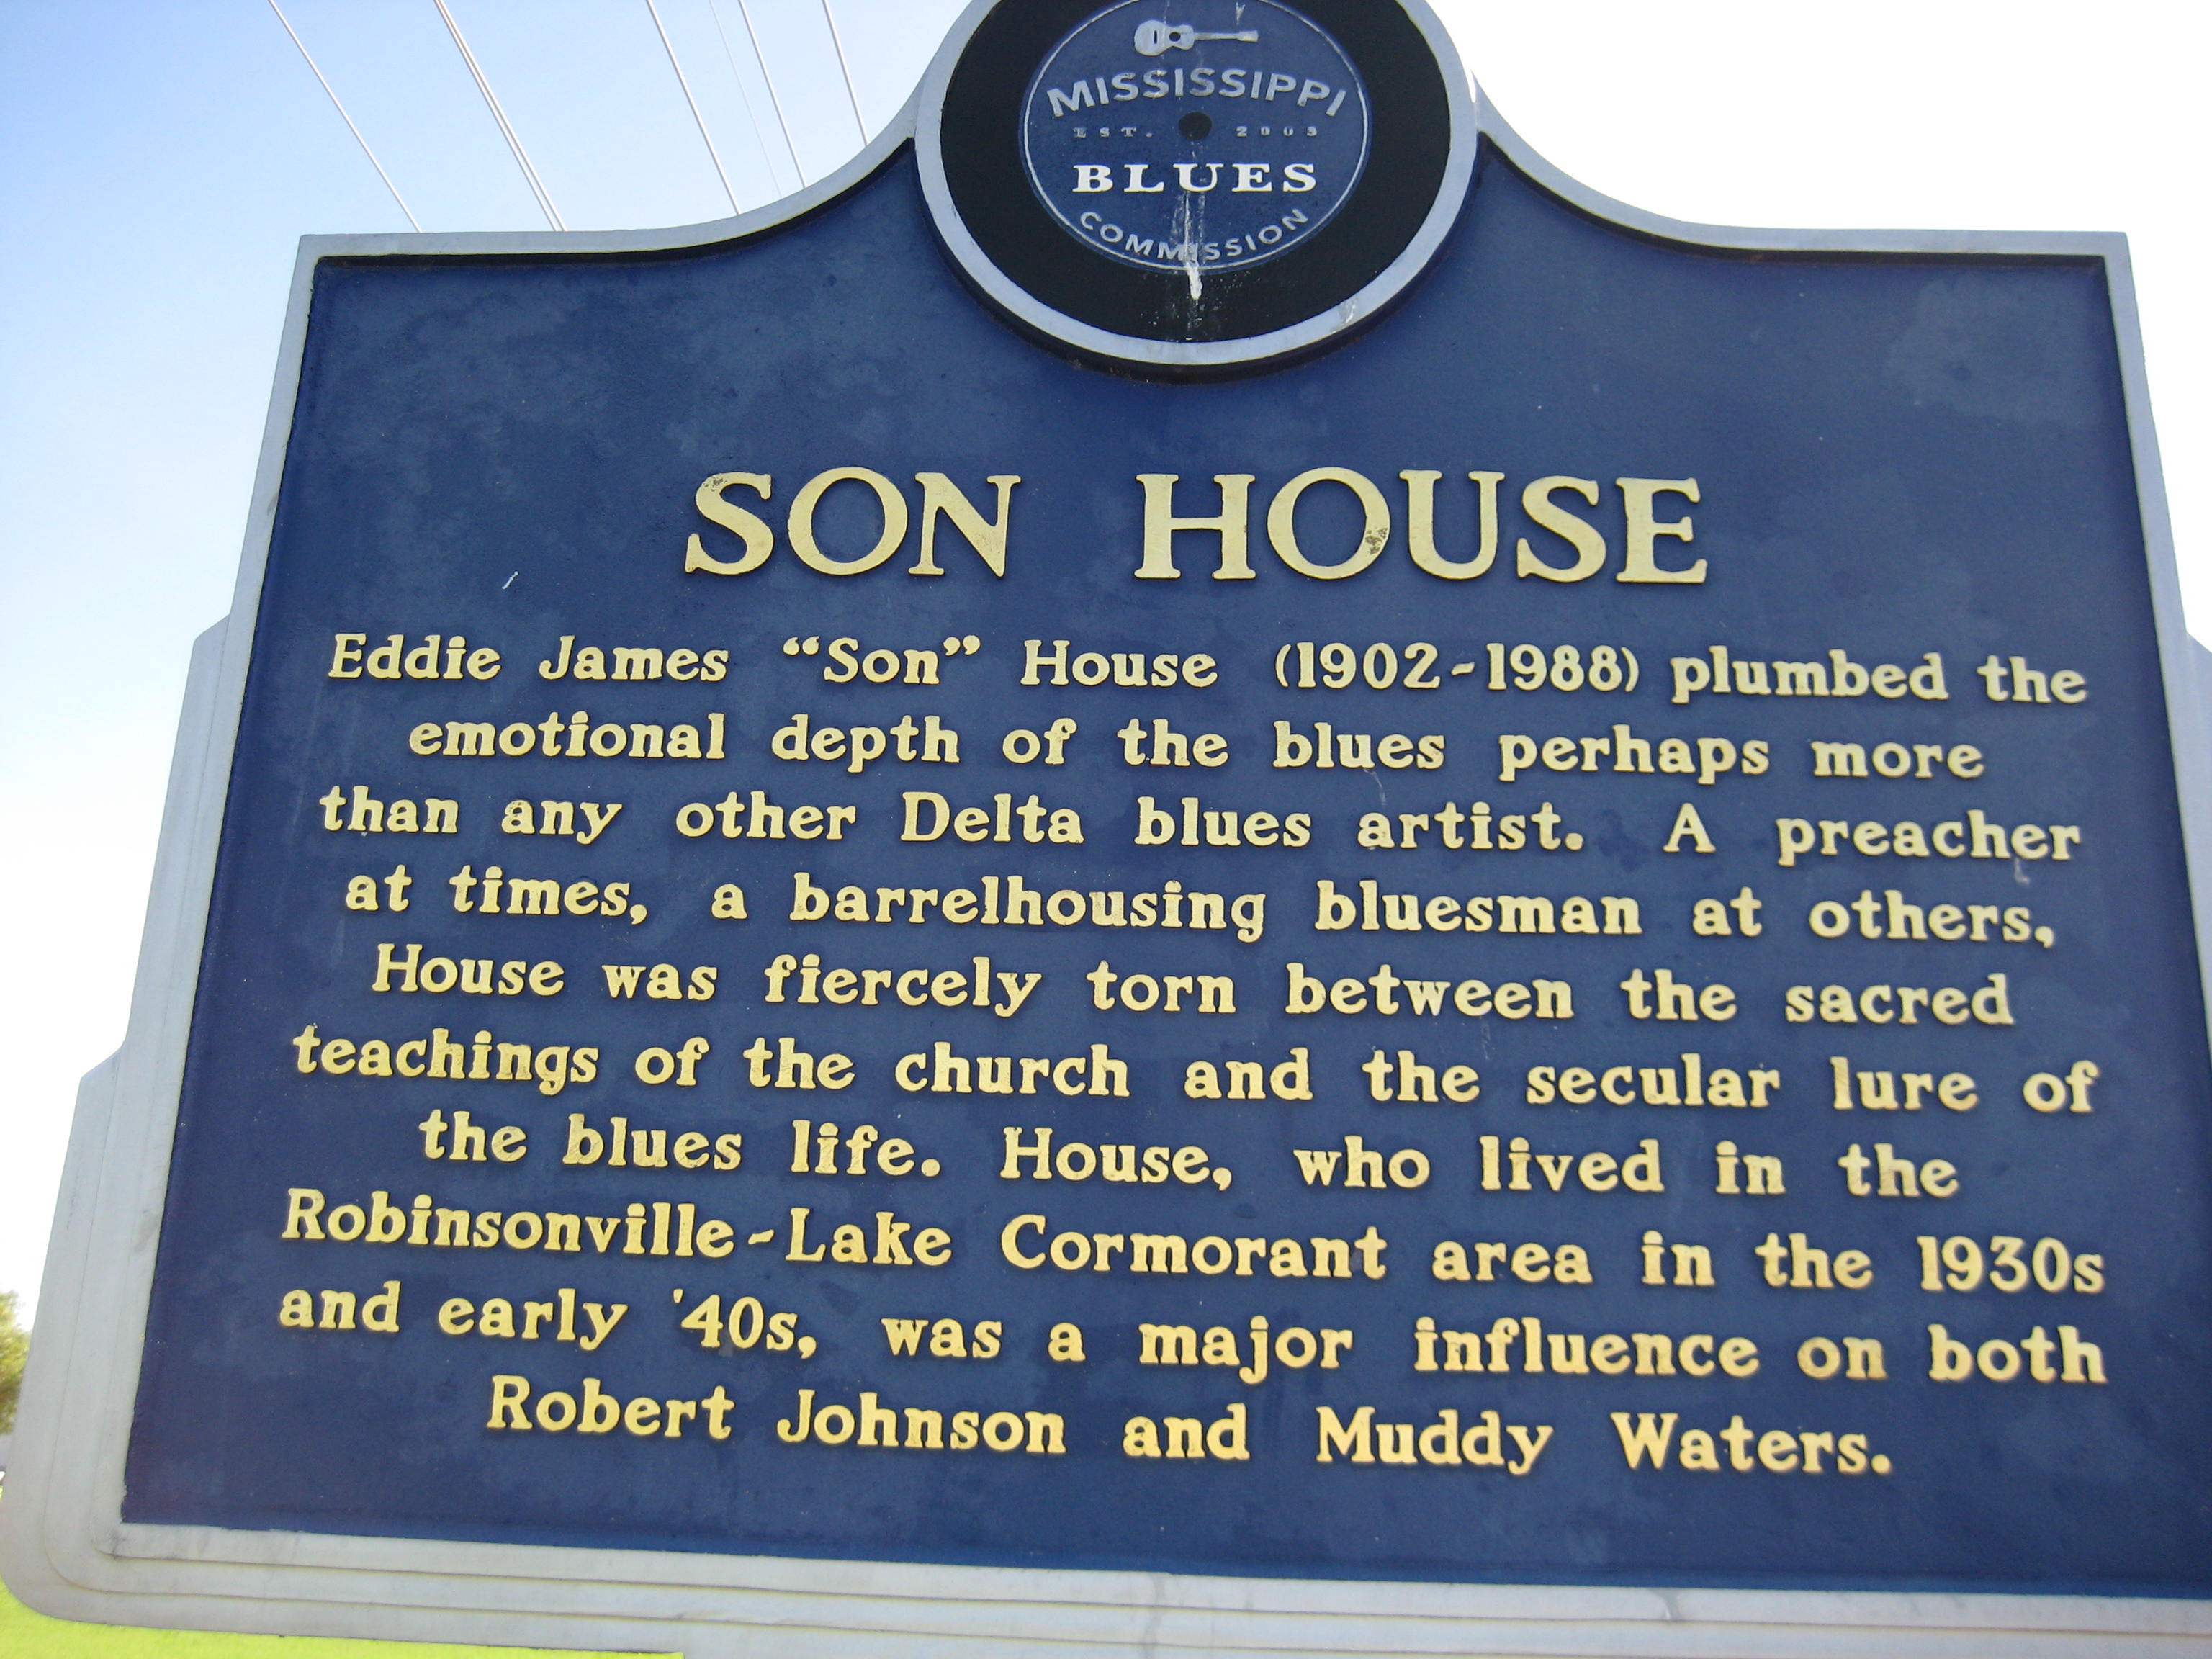 MISSISSIPPI
EST. 2003
BLUES
COMMISSION
SON HOUSE
Eddie James “Son” House (1902-1988) plumbed the
emotional depth of the blues perhaps more
than any other Delta blues artist. A preacher
at times, a barrelhousing bluesman at others,
House was fiercely torn between the sacred
teachings of the church and the secular lure of
the blues life. House, who lived in the
Robinsonville-Lake Cormorant area in the 1930s
and early '40s, was a major influence on both
Robert Johnson and Muddy Waters.